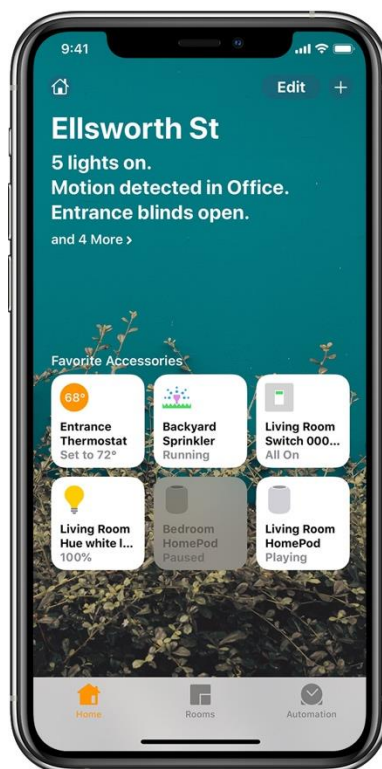 9:41
Edit +
Ellsworth St
5 lights on.
Motion detected in Office.
Entrance blinds open.
and 4 More >
Favorite Accessories
68°
Entrance
Thermostat
Set to 72°
Backyard
Sprinkler
Running
Living Room
Switch 000...
All On
Living Room
Hue white l...
100%
Bedroom
HomePod
Paused
Living Room
HomePod
Playing
Home
Rooms
Automation